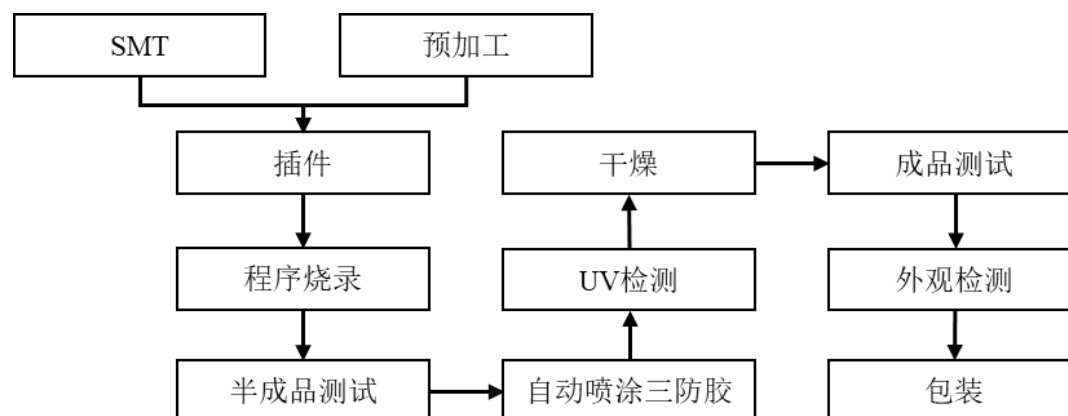 SMT
预加工
插件
程序烧录
半成品测试
自动喷涂三防胶
UV检测
干燥
成品测试
外观检测
包装